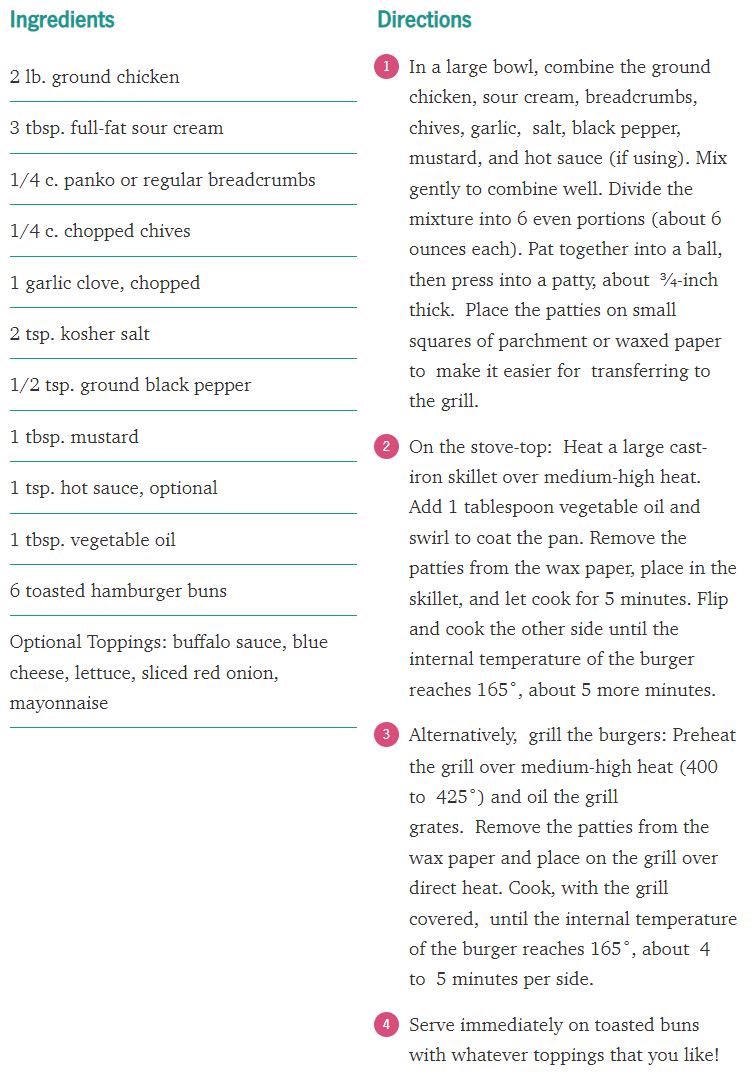 Ingredients
2 lb. ground chicken
3 tbsp. full-fat sour cream
1/4 c. panko or regular breadcrumbs
1/4 c. chopped chives
1 garlic clove, chopped
2 tsp. kosher salt
1/2 tsp. ground black pepper
1 tbsp. mustard
1 tsp. hot sauce, optional
1 tbsp. vegetable oil
6 toasted hamburger buns
Optional Toppings: buffalo sauce, blue
cheese, lettuce, sliced red onion,
mayonnaise
Directions
1 In a large bowl, combine the ground
chicken, sour cream, breadcrumbs,
chives, garlic, salt, black pepper,
mustard, and hot sauce (if using). Mix
gently to combine well. Divide the
mixture into 6 even portions (about 6
ounces each). Pat together into a ball,
then press into a patty, about ¾-inch
thick. Place the patties on small
squares of parchment or waxed paper
to make it easier for transferring to
the grill.
2 On the stove-top: Heat a large cast-
iron skillet over medium-high heat.
Add 1 tablespoon vegetable oil and
swirl to coat the pan. Remove the
patties from the wax paper, place in the
skillet, and let cook for 5 minutes. Flip
and cook the other side until the
internal temperature of the burger
reaches 165˚, about 5 more minutes.
3 Alternatively, grill the burgers: Preheat
the grill over medium-high heat (400
to 425˚) and oil the grill
grates. Remove the patties from the
wax paper and place on the grill over
direct heat. Cook, with the grill
covered, until the internal temperature
of the burger reaches 165˚, about 4
to 5 minutes per side.
4 Serve immediately on toasted buns
with whatever toppings that you like!